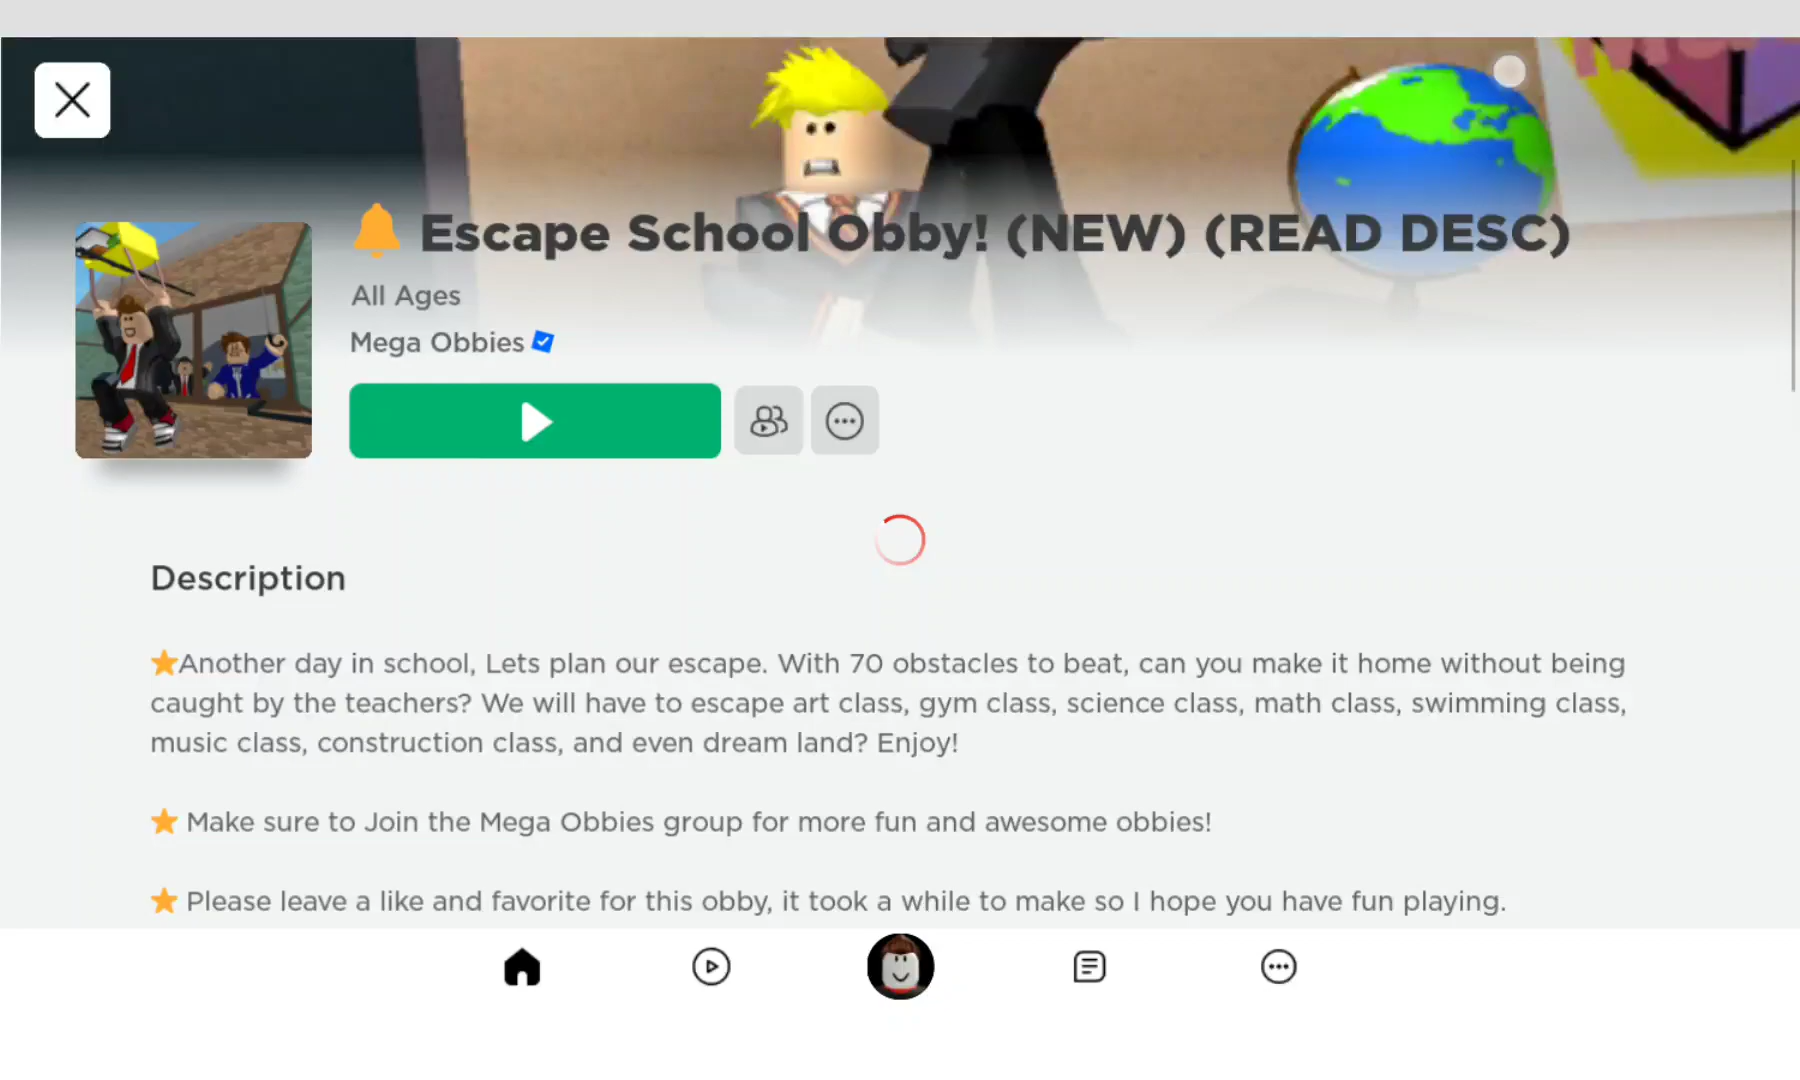 Escape School Obby! (NEW) (READ DESC)
All Ages
Mega Obbies
Description
Another day in school, Lets plan our escape. With 70 obstacles to beat, can you make it home without being
caught by the teachers? We will have to escape art class, gym class, science class, math class, swimming class,
music class, construction class, and even dream land? Enjoy!
Make sure to Join the Mega Obbies group for more fun and awesome obbies!
Please leave a like and favorite for this obby, it took a while to make so I hope you have fun playing.